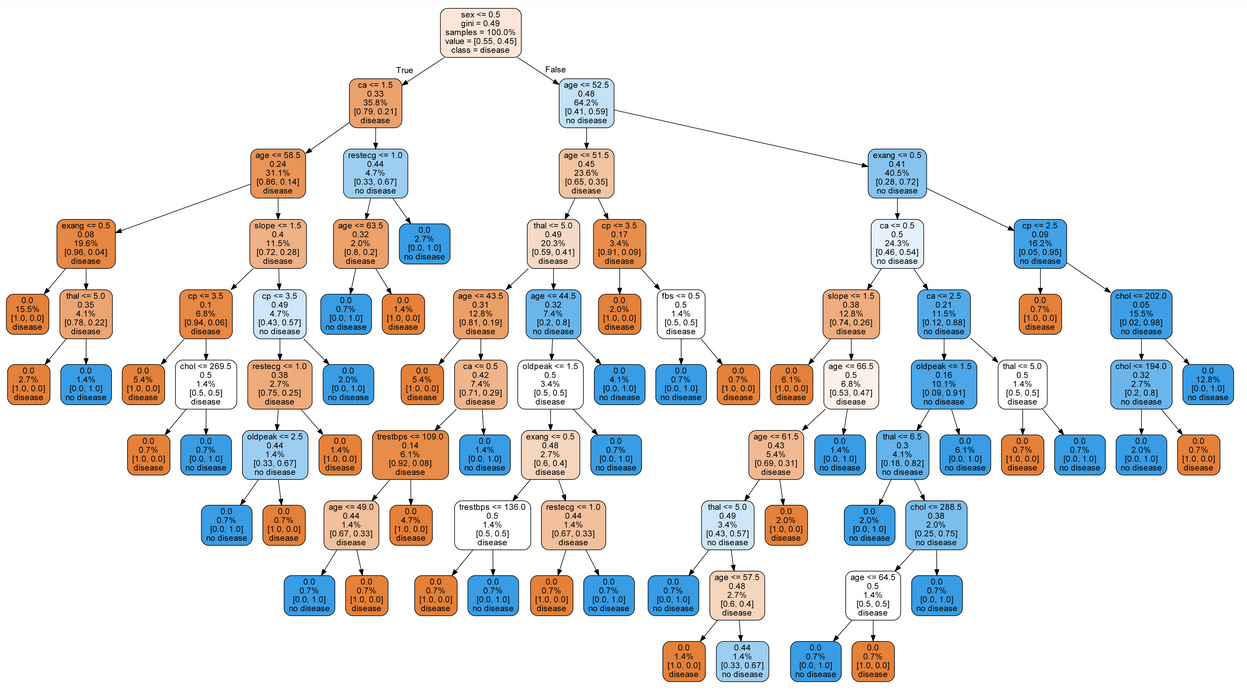 sex <= 0.5
gini = 0.49
samples = 100.0%
value = [0.55, 0.45]
class = disease
True
False
ca <= 1.5
0.33
35.8%
[0.79, 0.21]
disease
age <= 52.5
0.48
64.2%
[0.41, 0.59]
no disease
age <= 58.5
0.24
31.1%
[0.86, 0.14]
disease
restecg <= 1.0
0.44
4.7%
[0.33, 0.67]
no disease
age <= 51.5
0.45
23.6%
[0.65, 0.35]
disease
exang <= 0.5
0.41
40.5%
[0.28, 0.72]
no disease
exang <= 0.5
0.08
19.6%
[0.96, 0.04]
disease
slope <= 1.5
0.4
11.5%
[0.72, 0.28]
disease
age <= 63.5
0.32
2.0%
[0.8, 0.2]
disease
0.0
2.7%
[0.0, 1.0]
no disease
thal <= 5.0
0.49
20.3%
[0.59, 0.41]
disease
cp <= 3.5
0.17
3.4%
[0.91, 0.09]
disease
ca <= 0.5
0.5
24.3%
[0.46, 0.54]
no disease
cp <= 2.5
0.09
16.2%
[0.05, 0.95]
no disease
0.0
15.5%
[1.0, 0.0]
disease
thal <= 5.0
0.35
4.1%
[0.78, 0.22]
disease
cp <= 3.5
0.1
6.8%
[0.94, 0.06]
disease
cp <= 3.5
0.49
4.7%
[0.43, 0.57]
no disease
0.0
0.7%
[0.0, 1.0]
no disease
0.0
1.4%
[1.0, 0.0]
disease
age <= 43.5
0.31
12.8%
[0.81, 0.19]
disease
age <= 44.5
0.32
7.4%
[0.2, 0.8]
no disease
0.0
2.0%
[1.0, 0.0]
disease
fbs <= 0.5
0.5
1.4%
[0.5, 0.5]
disease
slope <= 1.5
0.38
12.8%
[0.74, 0.26]
disease
ca <= 2.5
0.21
11.5%
[0.12, 0.88]
no disease
0.0
0.7%
[1.0, 0.0]
disease
chol <= 202.0
0.05
15.5%
[0.02, 0.98]
no disease
0.0
2.7%
[1.0, 0.0]
disease
0.0
1.4%
[0.0, 1.0]
no disease
0.0
5.4%
[1.0, 0.0]
disease
chol <= 269.5
0.5
1.4%
[0.5, 0.5]
disease
restecg <= 1.0
0.38
2.7%
[0.75, 0.25]
disease
0.0
2.0%
[0.0, 1.0]
no disease
0.0
5.4%
[1.0, 0.0]
disease
ca <= 0.5
0.42
7.4%
[0.71, 0.29]
disease
oldpeak <= 1.5
0.5
3.4%
[0.5, 0.5]
disease
0.0
4.1%
[0.0, 1.0]
no disease
0.0
0.7%
[0.0, 1.0]
no disease
0.0
0.7%
[1.0, 0.0]
disease
0.0
6.1%
[1.0, 0.0]
disease
age <= 66.5
0.5
6.8%
[0.53, 0.47]
disease
oldpeak <= 1.5
0.16
10.1%
[0.09, 0.91]
no disease
thal <= 5.0
0.5
1.4%
[0.5, 0.5]
disease
chol <= 194.0
0.32
2.7%
[0.2, 0.8]
no disease
0.0
12.8%
[0.0, 1.0]
no disease
0.0
0.7%
[1.0, 0.0]
disease
0.0
0.7%
[0.0, 1.0]
no disease
oldpeak <= 2.5
0.44
1.4%
[0.33, 0.67]
no disease
0.0
1.4%
[1.0, 0.0]
disease
trestbps <= 109.0
0.14
6.1%
[0.92, 0.08]
disease
0.0
1.4%
[0.0, 1.0]
no disease
exang <= 0.5
0.48
2.7%
[0.6, 0.4]
disease
0.0
0.7%
[0.0, 1.0]
no disease
age <= 61.5
0.43
5.4%
[0.69, 0.31]
disease
0.0
1.4%
[0.0, 1.0]
no disease
thal <= 6.5
0.3
4.1%
[0.18, 0.82]
no disease
0.0
6.1%
[0.0, 1.0]
no disease
0.0
0.7%
[1.0, 0.0]
disease
0.0
0.7%
[0.0, 1.0]
no disease
0.0
2.0%
[0.0, 1.0]
no disease
0.0
0.7%
[1.0, 0.0]
disease
0.0
0.7%
[0.0, 1.0]
no disease
0.0
0.7%
[1.0, 0.0]
disease
age <= 49.0
0.44
1.4%
[0.67, 0.33]
disease
0.0
4.7%
[1.0, 0.0]
disease
trestbps <= 136.0
0.5
1.4%
[0.5, 0.5]
disease
restecg <= 1.0
0.44
1.4%
[0.67, 0.33]
disease
thal <= 5.0
0.49
3.4%
[0.43, 0.57]
no disease
0.0
2.0%
[1.0, 0.0]
disease
0.0
2.0%
[0.0, 1.0]
no disease
chol <= 288.5
0.38
2.0%
[0.25, 0.75]
no disease
0.0
0.7%
[0.0, 1.0]
no disease
0.0
0.7%
[1.0, 0.0]
disease
0.0
0.7%
[1.0, 0.0]
disease
0.0
0.7%
[0.0, 1.0]
no disease
0.0
0.7%
[1.0, 0.0]
disease
0.0
0.7%
[0.0, 1.0]
no disease
0.0
0.7%
[0.0, 1.0]
no disease
age <= 57.5
0.48
2.7%
[0.6, 0.4]
disease
age <= 64.5
0.5
1.4%
[0.5, 0.5]
disease
0.0
0.7%
[0.0, 1.0]
no disease
0.0
1.4%
[1.0, 0.0]
disease
0.44
1.4%
[0.33, 0.67]
no disease
0.0
0.7%
[0.0, 1.0]
no disease
0.0
0.7%
[1.0, 0.0]
disease